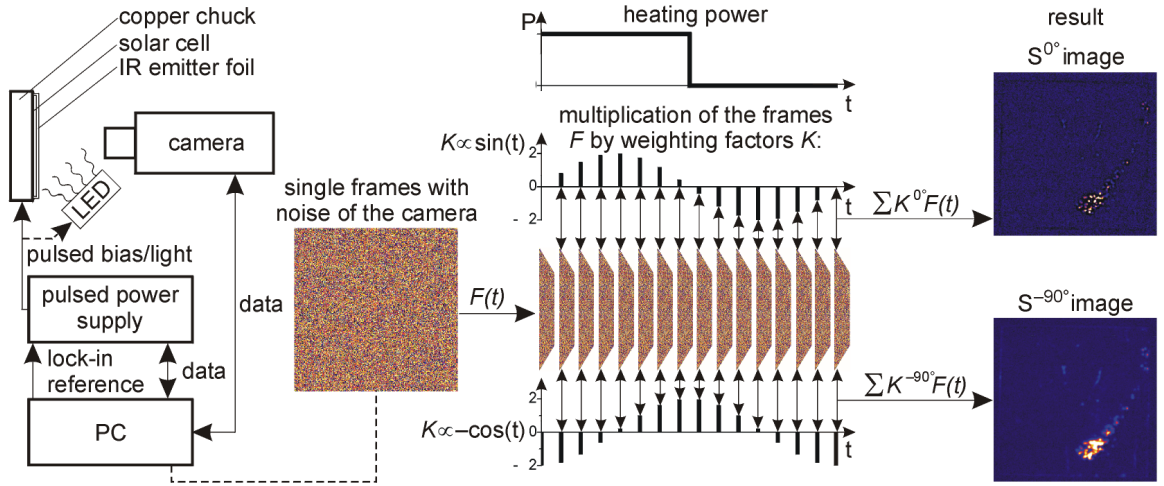 copper chuck
solar cell
IR emitter foil
camera
LED
pulsed bias/light
pulsed power
supply
lock-in
reference
data
PC
data
single frames with
noise of the camera
F(t)
heating power
P
t
multiplication of the frames
F by weighting factors K:
K∝sin(t)
2
0
- 2
t
K∝-cos(t)
2
0
- 2
t
∑K⁰°F(t)
∑K⁻⁹⁰°F(t)
result
S⁰° image
S⁻⁹⁰° image